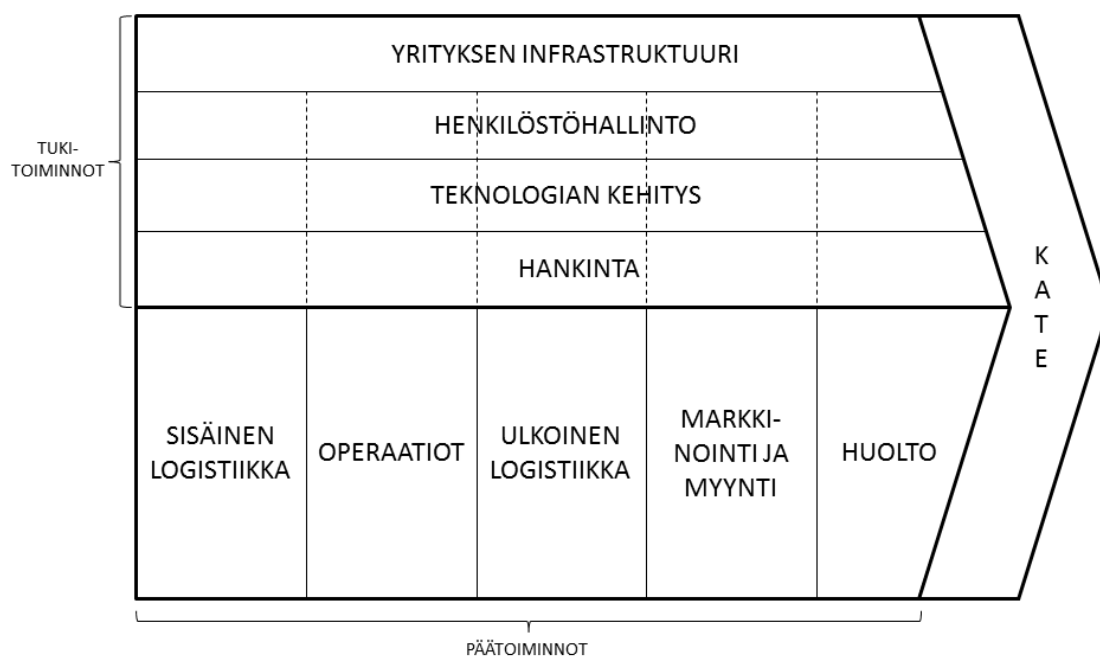 YRITYKSEN INFRASTRUKTUURI
HENKILÖSTÖHALLINTO
TUKI-
TOIMINNOT
TEKNOLOGIAN KEHITYS
HANKINTA
K
A
T
E
SISÄINEN
LOGISTIIKKA
OPERAATIOT
ULKOINEN
LOGISTIIKKA
MARKKI-
NOINTI JA
MYYNTI
HUOLTO
PÄÄTOIMINNOT